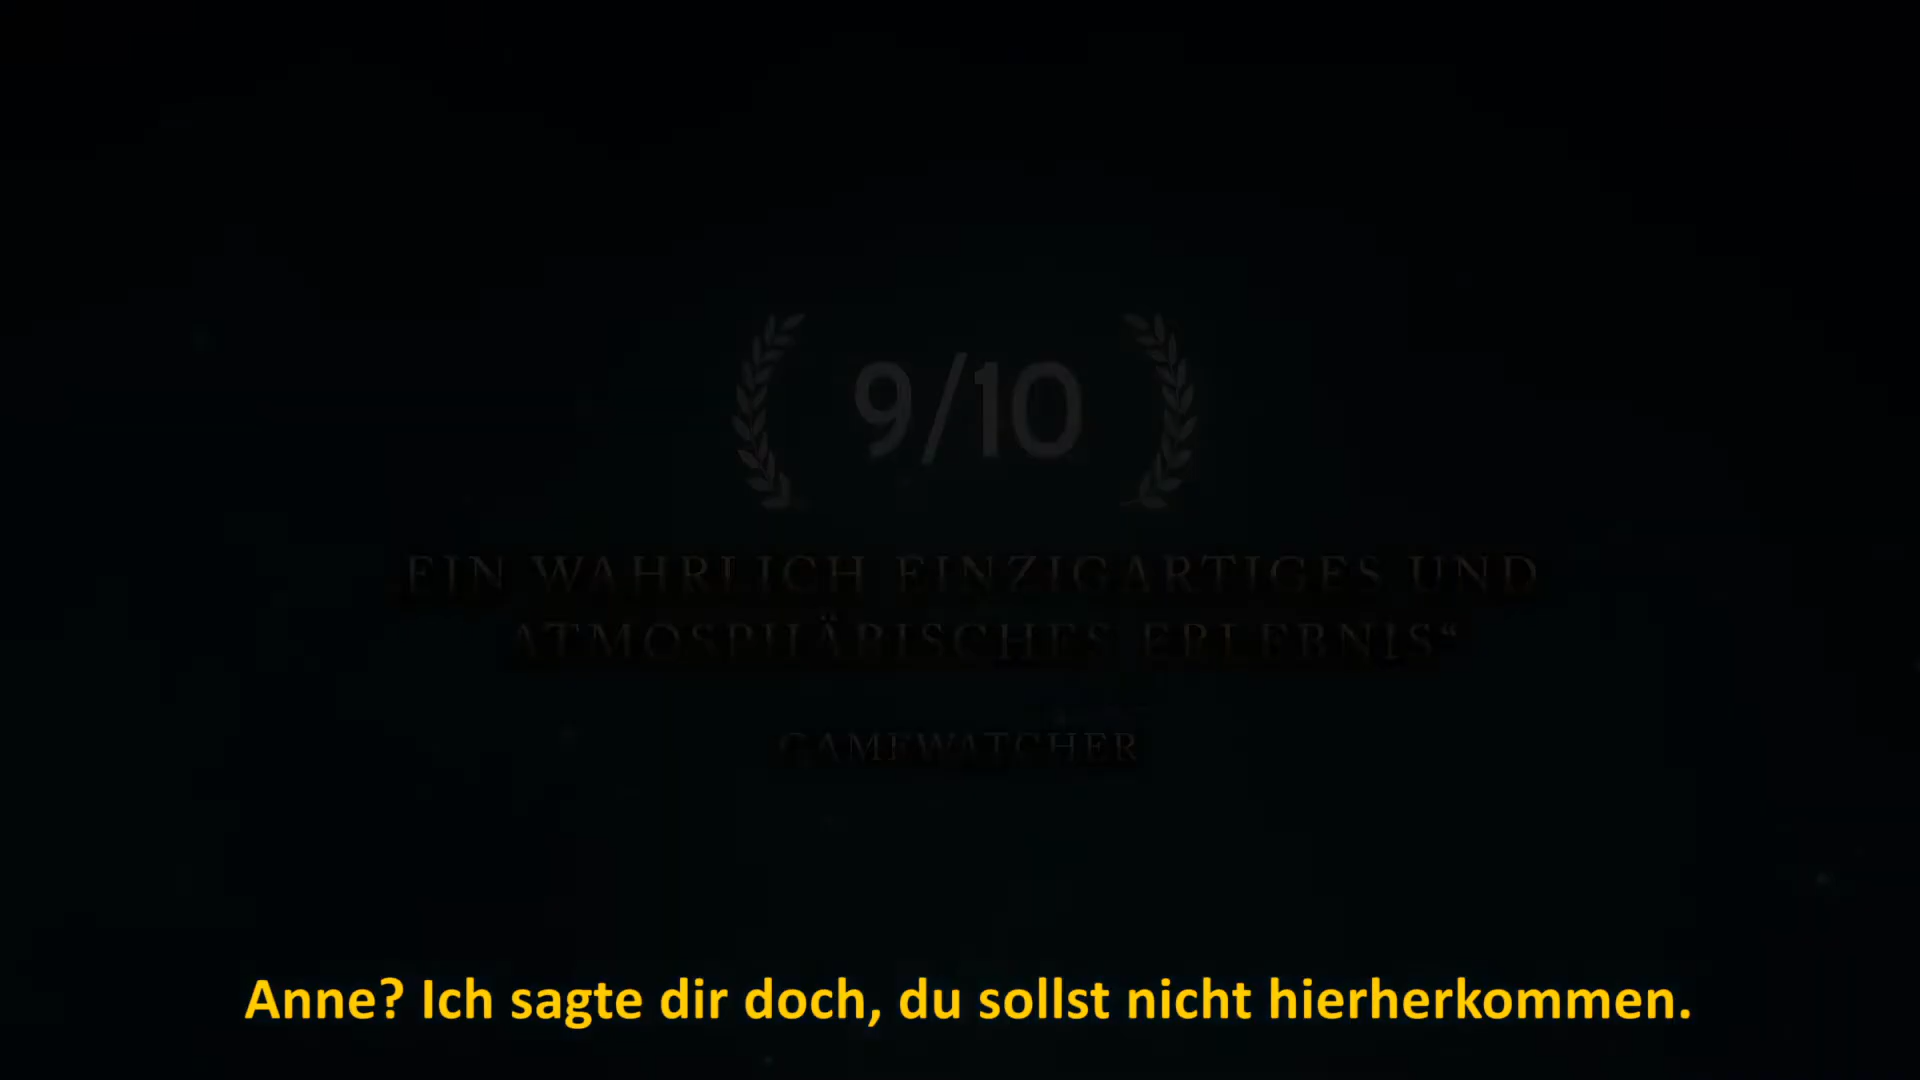 9/10
EIN WAHRLICH EINZIGARTIGES UND
ATMOSPHÄRISCHES ERLEBNIS“
GAMEWATCHER
Anne? Ich sagte dir doch, du sollst nicht hierherkommen.